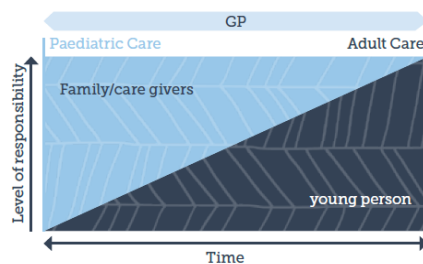 GP
Paediatric Care
Adult Care
Family/care givers
Level of responsibility
young person
Time